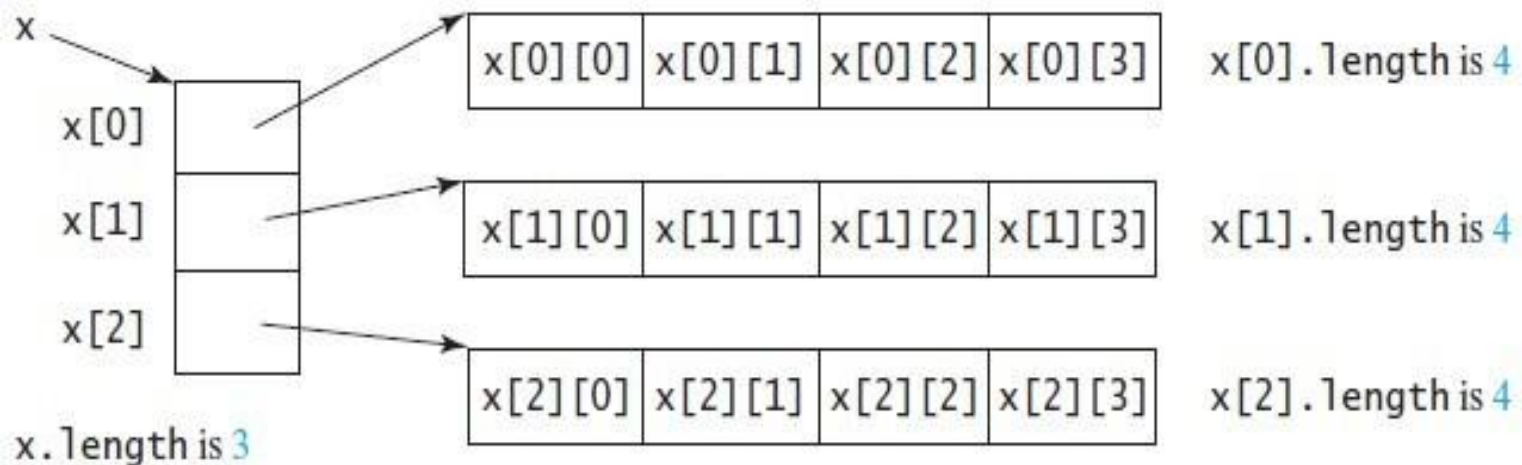 x
x[0][0] x[0][1] x[0][2] x[0][3] x[0].length is 4
x[0]
x[1]
x[1][0] x[1][1] x[1][2] x[1][3] x[1].length is 4
x[2]
x[2][0] x[2][1] x[2][2] x[2][3] x[2].length is 4
x.length is 3